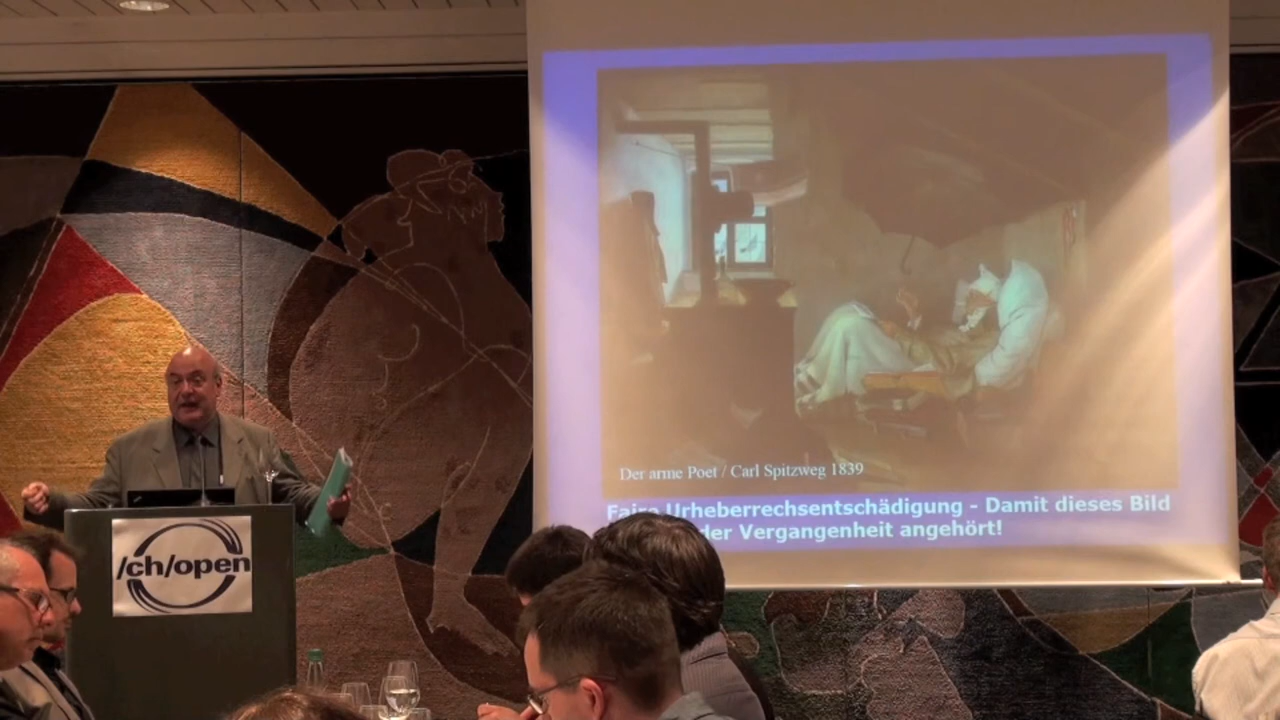 /ch/open
Der arme Poet / Carl Spitzweg 1839
Faire Urheberrechsentschädigung - Damit dieses Bild
der Vergangenheit angehört!